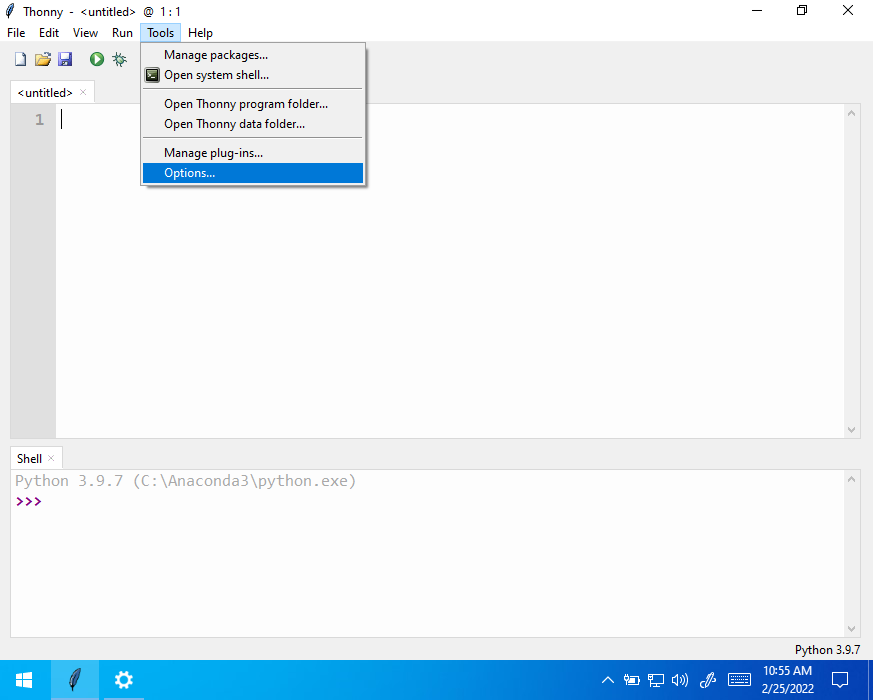 Thonny - <untitled> @ 1 : 1
File Edit View Run Tools Help
Manage packages...
Open system shell...
Open Thonny program folder...
Open Thonny data folder...
Manage plug-ins...
Options...
<untitled> ×
1
Shell ×
Python 3.9.7 (C:\Anaconda3\python.exe)
>>>
Python 3.9.7
10:55 AM
2/25/2022